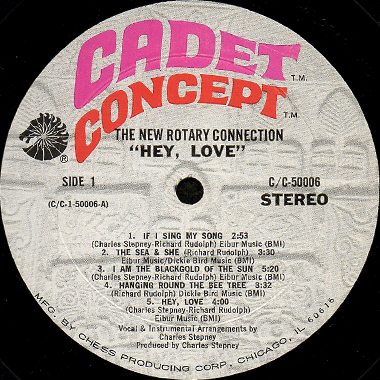 CADET
CONCEPT
T.M.
T.M.
®
THE NEW ROTARY CONNECTION
"HEY, LOVE"
SIDE 1
C/C-50006
(C/C-1-50006-A)
STEREO
1. IF I SING MY SONG 2:53
(Charles Stepney-Richard Rudolph) Eibur Music (BMI)
2. THE SEA & SHE (Richard Rudolph) 3:30
Eibur Music/Dickie Bird Music (BMI)
3. I AM THE BLACKGOLD OF THE SUN 5:20
(Charles Stepney-Richard Rudolph) Eibur Music (BMI)
4. HANGING ROUND THE BEE TREE 3:32
(Richard Rudolph) Eibur Music/Dickie Bird Music (BMI)
5. HEY, LOVE 4:00
(Charles Stepney-Richard Rudolph)
Eibur Music (BMI)
Vocal & Instrumental Arrangements by
Charles Stepney
Produced by Charles Stepney
MFG. BY CHESS PRODUCING CORP., CHICAGO, IL 60616